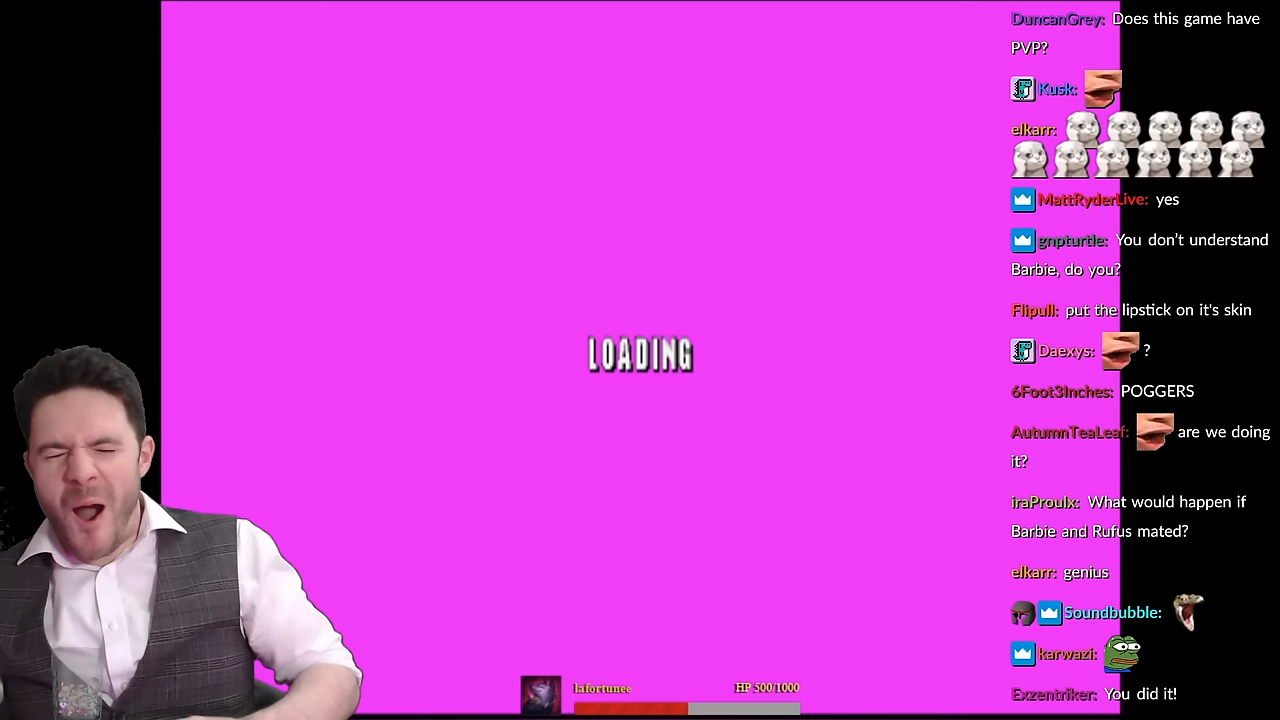 DuncanGrey: Does this game have
PVP?
Kusk:
elkarr:
MattRyderLive: yes
gnpturtle: You don't understand
Barbie, do you?
Flipull: put the lipstick on it's skin
LOADING
Daexys: ?
6Foot3Inches: POGGERS
AutumnTeaLeaf: are we doing
it?
iraProulx: What would happen if
Barbie and Rufus mated?
elkarr: genius
Soundbubble:
karwazi:
Exzentriker: You did it!
lafortunee HP 500/1000